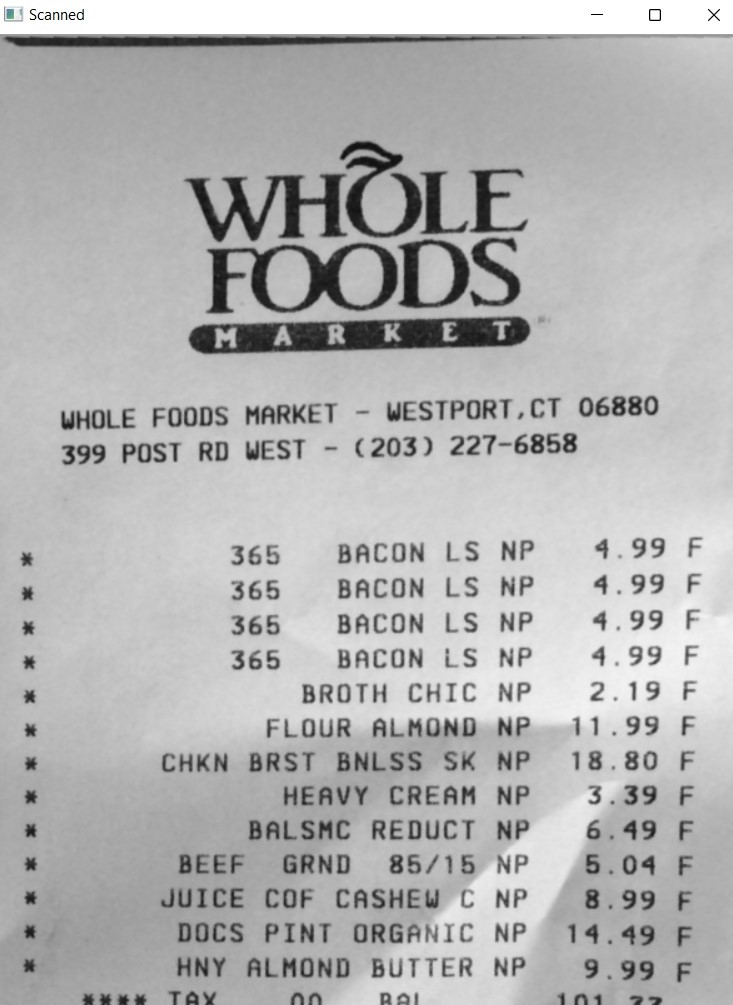 Scanned
WHOLE
FOODS
MARKET
WHOLE FOODS MARKET - WESTPORT,CT 06880
399 POST RD WEST - (203) 227-6858
* 365 BACON LS NP 4.99 F
* 365 BACON LS NP 4.99 F
* 365 BACON LS NP 4.99 F
* 365 BACON LS NP 4.99 F
* BROTH CHIC NP 2.19 F
* FLOUR ALMOND NP 11.99 F
* CHKN BRST BNLSS SK NP 18.80 F
* HEAVY CREAM NP 3.39 F
* BALSMC REDUCT NP 6.49 F
* BEEF GRND 85/15 NP 5.04 F
* JUICE COF CASHEW C NP 8.99 F
* DOCS PINT ORGANIC NP 14.49 F
* HNY ALMOND BUTTER NP 9.99 F
**** TAX BAL